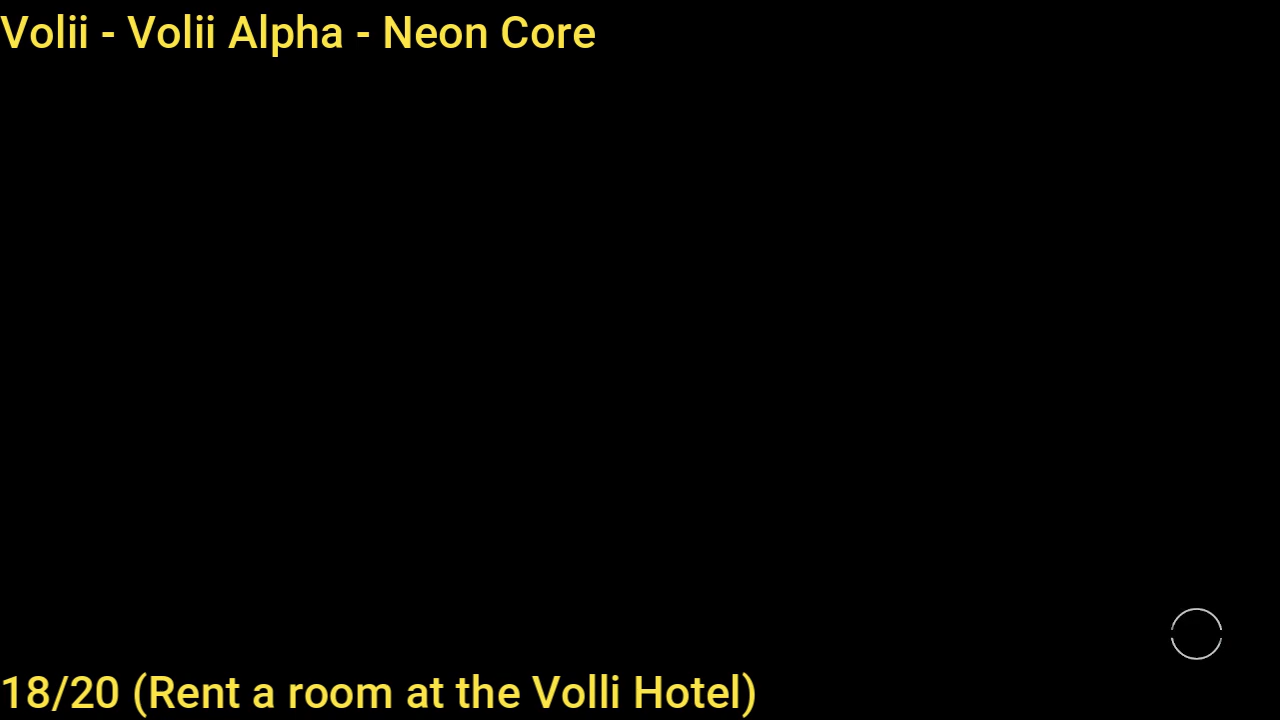 Volii - Volii Alpha - Neon Core
18/20 (Rent a room at the Volli Hotel)